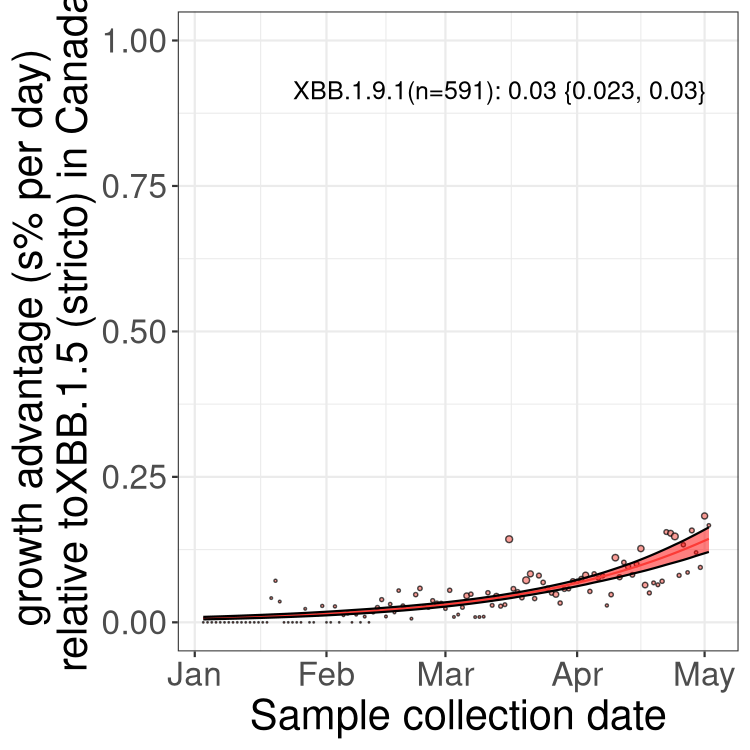 growth advantage (s% per day)
relative toXBB.1.5 (stricto) in Canada
1.00
0.75
0.50
0.25
0.00
XBB.1.9.1(n=591): 0.03 {0.023, 0.03}
Jan Feb Mar Apr May
Sample collection date